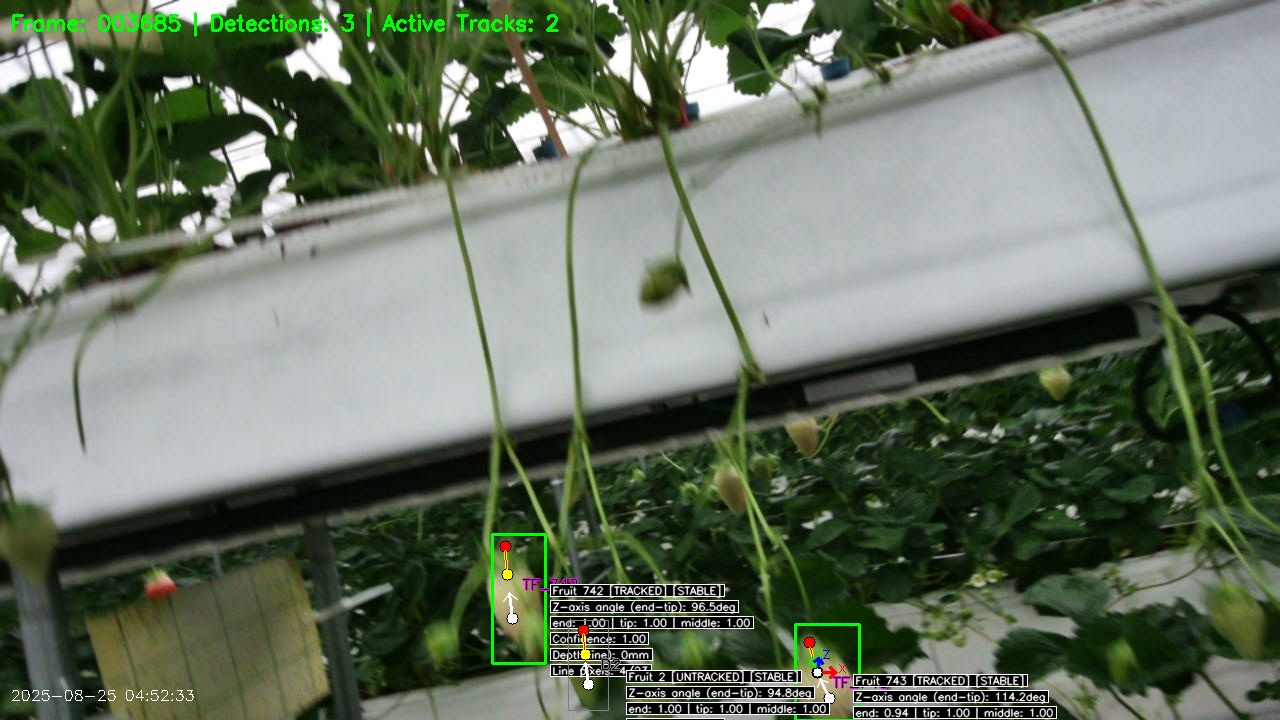 Frame: 003685 | Detections: 3 | Active Tracks: 2
Fruit 742 [TRACKED] [STABLE]
Z-axis angle (end-tip): 96.5deg
end: 1.00 | tip: 1.00 | middle: 1.00
Confidence: 1.00
Fruit 2 [UNTRACKED] [STABLE]
Z-axis angle (end-tip): 94.8deg
end: 1.00 | tip: 1.00 | middle: 1.00
Z
X
Fruit 743 [TRACKED] [STABLE]
Z-axis angle (end-tip): 114.2deg
end: 0.94 | tip: 1.00 | middle: 1.00
2025-08-25 04:52:33